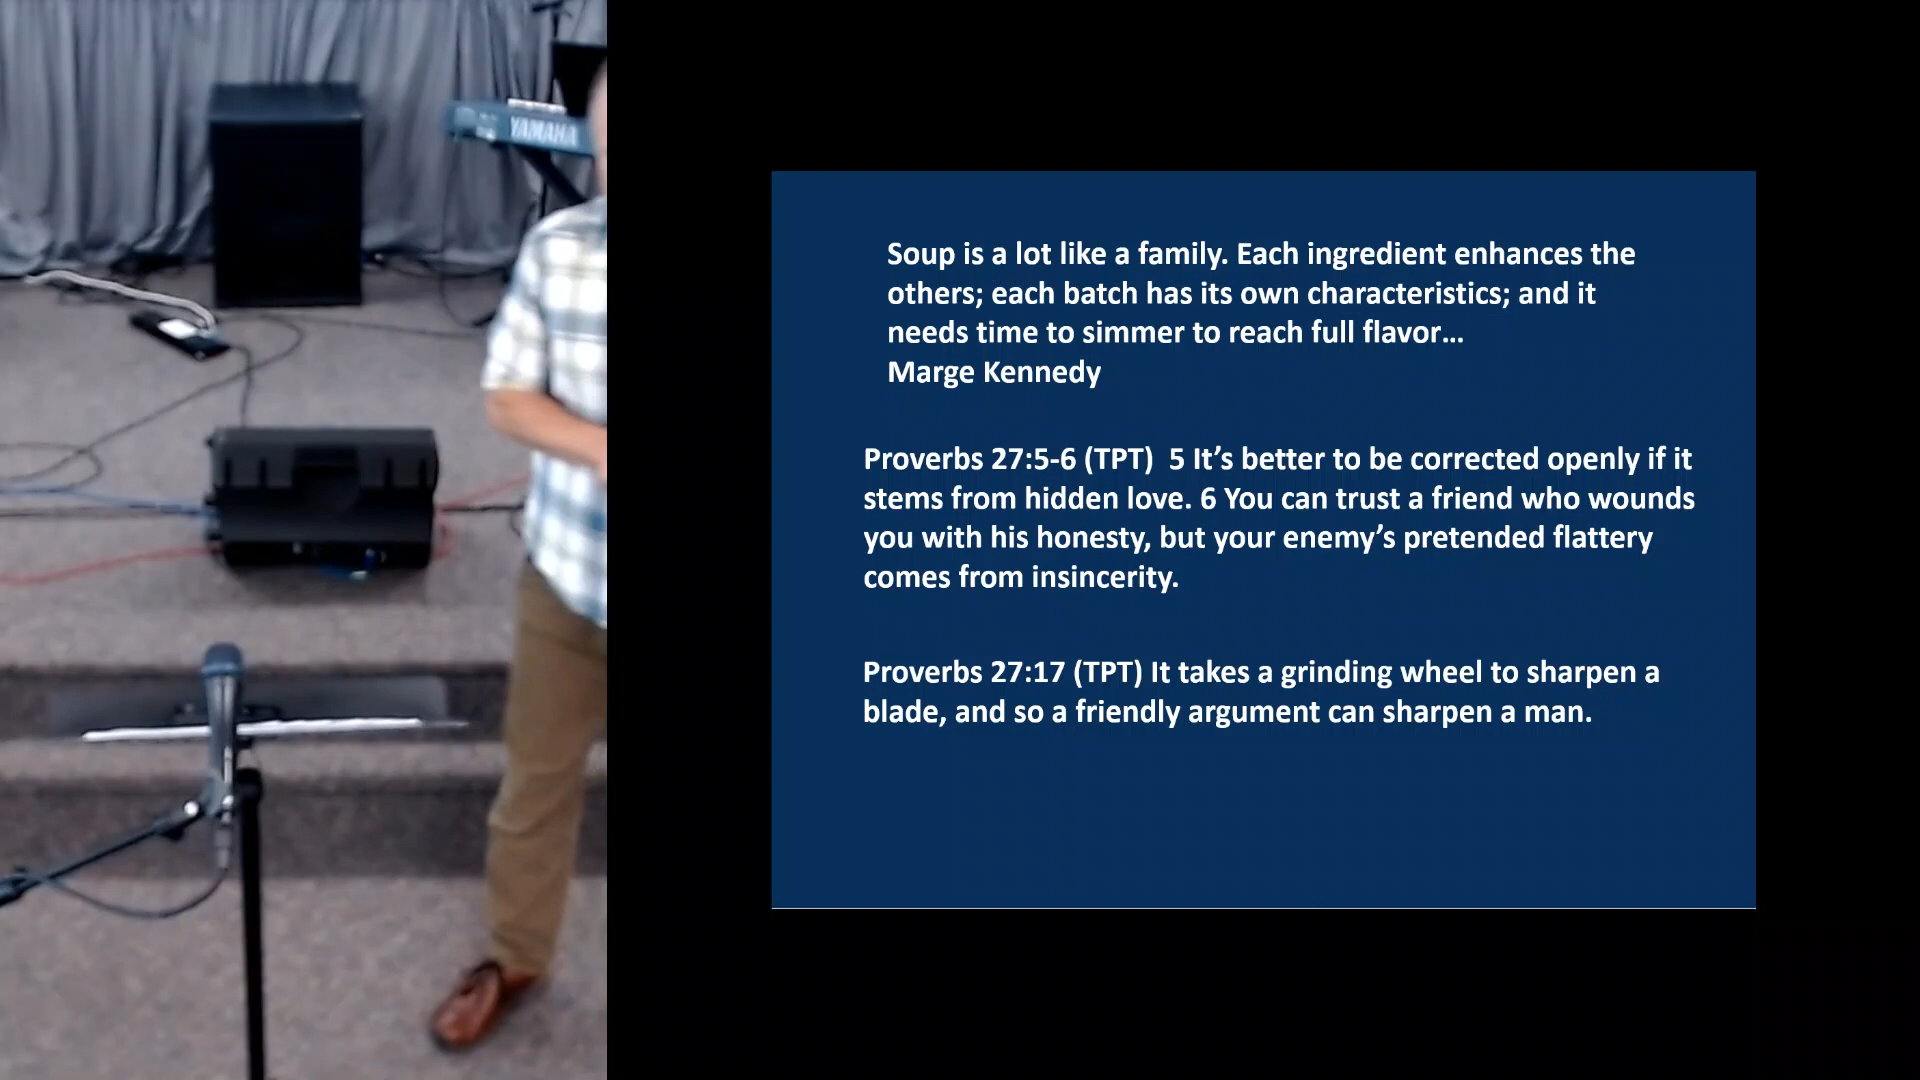 YAMAHA
Soup is a lot like a family. Each ingredient enhances the
others; each batch has its own characteristics; and it
needs time to simmer to reach full flavor...
Marge Kennedy
Proverbs 27:5-6 (TPT)  5 It’s better to be corrected openly if it
stems from hidden love. 6 You can trust a friend who wounds
you with his honesty, but your enemy’s pretended flattery
comes from insincerity.
Proverbs 27:17 (TPT) It takes a grinding wheel to sharpen a
blade, and so a friendly argument can sharpen a man.